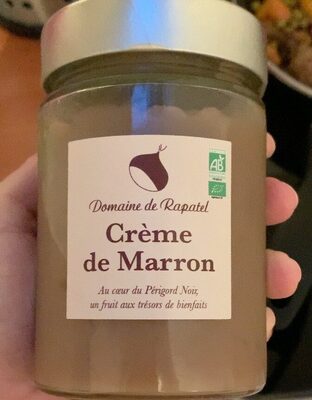 AB
Domaine de Rapatel
Crème
de Marron
Au cœur du Périgord Noir,
un fruit aux trésors de bienfaits